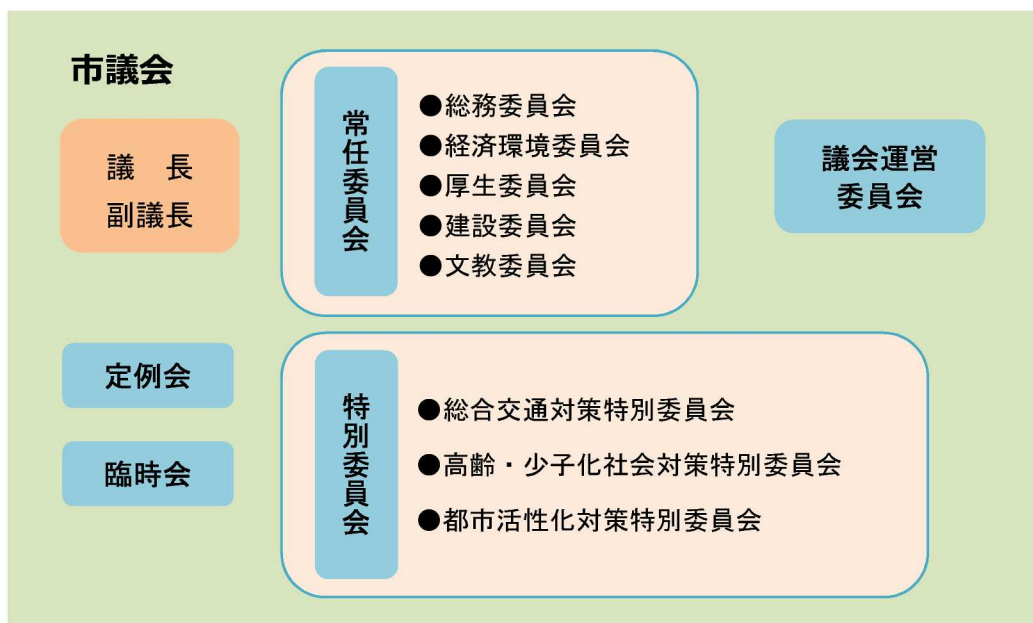 市議会
議　長
副議長
定例会
臨時会
常任委員会
●総務委員会
●経済環境委員会
●厚生委員会
●建設委員会
●文教委員会
特別委員会
●総合交通対策特別委員会
●高齢・少子化社会対策特別委員会
●都市活性化対策特別委員会
議会運営
委員会